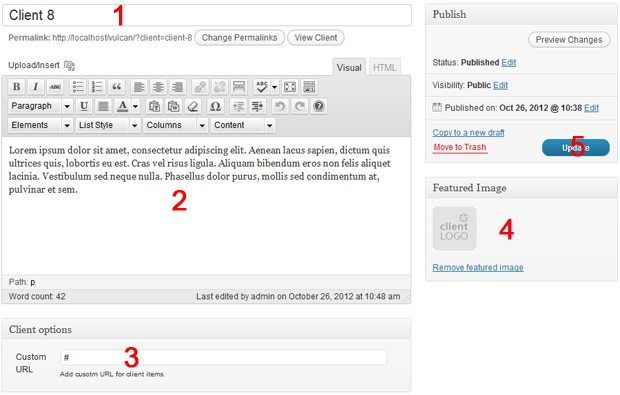 Client 8 1
Permalink: http://localhost/vulcan/?client=client-8 Change Permalinks View Client
Upload/Insert
Visual HTML
B I ABC “ ABC
Paragraph U A T W Ω ?
Elements List Style Columns Content
Lorem ipsum dolor sit amet, consectetur adipiscing elit. Aenean lacus sapien, dictum quis
ultrices quis, lobortis eu est. Cras vel risus ligula. Aliquam bibendum eros non felis aliquet
lacinia. Vestibulum sed neque nulla. Phasellus dolor purus, mollis sed condimentum at,
pulvinar et sem.
2
Path: p
Word count: 42 Last edited by admin on October 26, 2012 at 10:48 am
Client options
Custom
URL
# 3
Add cusotm URL for client items.
Publish
Preview Changes
Status: Published Edit
Visibility: Public Edit
Published on: Oct 26, 2012 @ 10:38 Edit
Copy to a new draft
Move to Trash Update 5
Featured Image
client
LOGO
4
Remove featured image